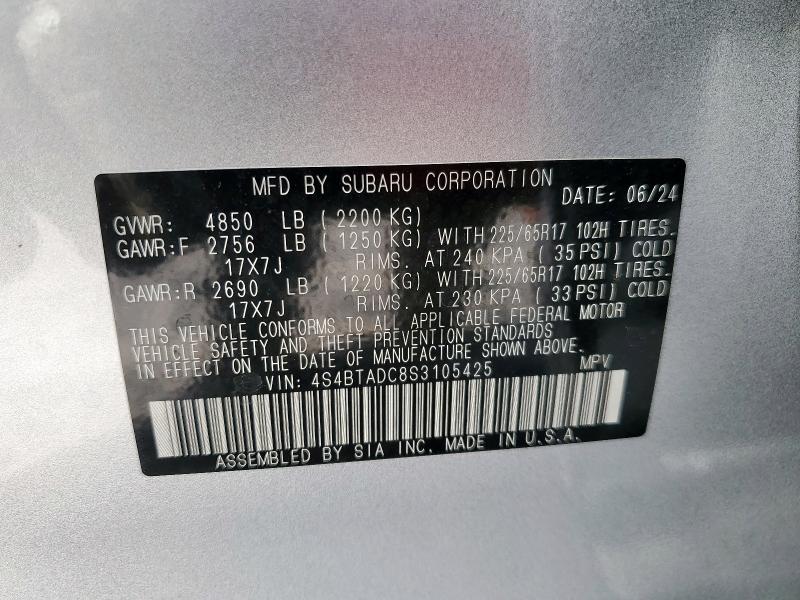 MFD BY SUBARU CORPORATION DATE: 06/24
GVWR: 4850 LB (2200 KG)
GAWR:F 2756 LB (1250 KG) WITH 225/65R17 102H TIRES.
17X7J RIMS. AT 240 KPA (35 PSI) COLD
GAWR:R 2690 LB (1220 KG) WITH 225/65R17 102H TIRES.
17X7J RIMS. AT 230 KPA (33 PSI) COLD
THIS VEHICLE CONFORMS TO ALL APPLICABLE FEDERAL MOTOR
VEHICLE SAFETY AND THEFT PREVENTION STANDARDS
IN EFFECT ON THE DATE OF MANUFACTURE SHOWN ABOVE.
VIN: 4S4BTADC8S3105425 MPV
ASSEMBLED BY SIA INC. MADE IN U.S.A.